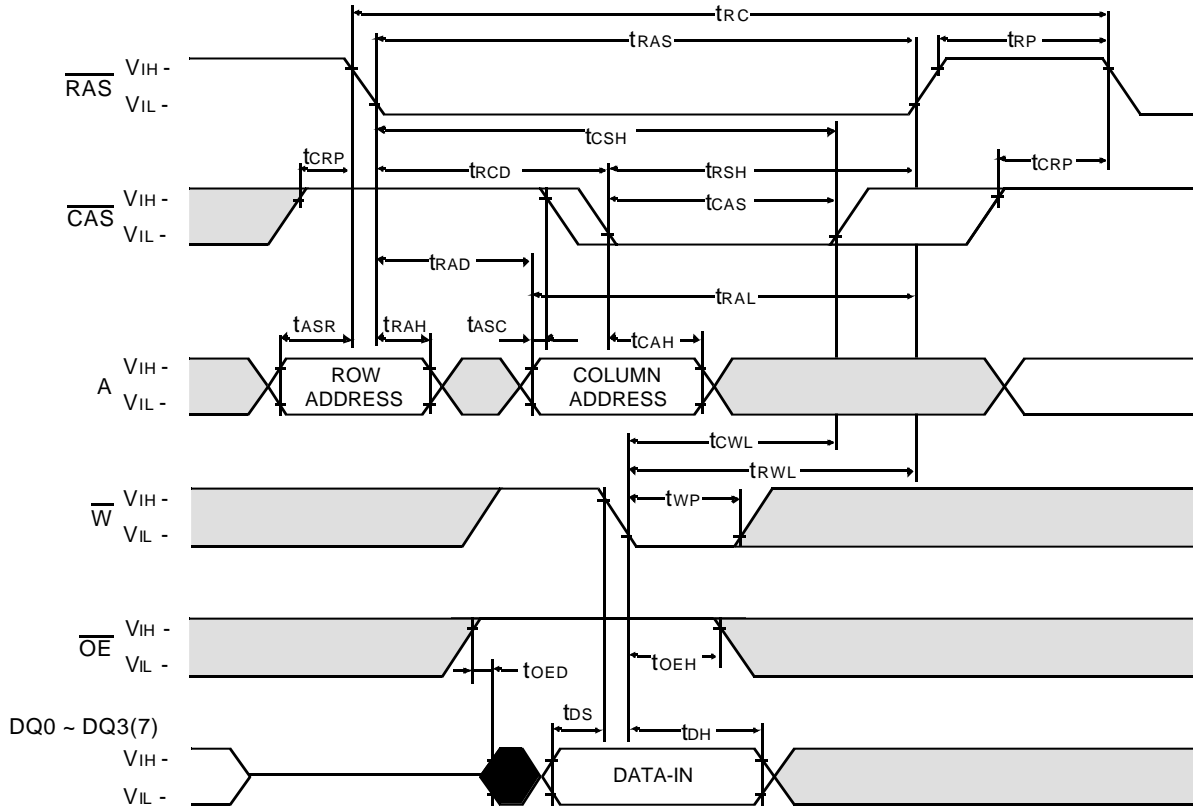 tRC
tRAS
tRP
RAS
VIH -
VIL -
tCSH
tCRP
tRCD
tRSH
tCRP
CAS
VIH -
VIL -
tCAS
tRAD
tRAL
tASR
tRAH
tASC
tCAH
A
VIH -
VIL -
ROW
ADDRESS
COLUMN
ADDRESS
tCWL
tRWL
W
VIH -
VIL -
tWP
OE
VIH -
VIL -
tOED
tOEH
DQ0 ~ DQ3(7)
tDS
tDH
VIH -
VIL -
DATA-IN